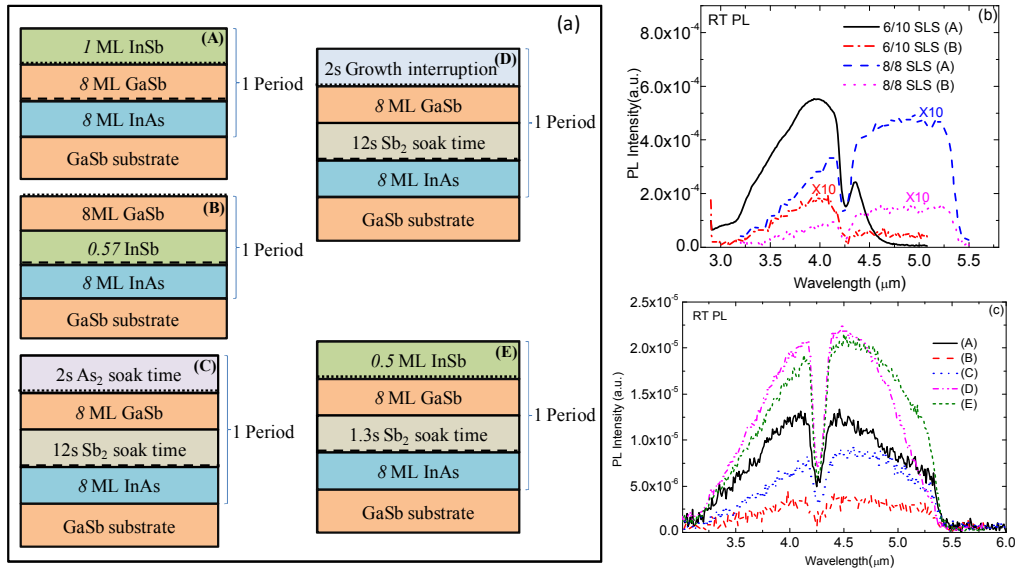 (a)
(A)
1 ML InSb
8 ML GaSb
8 ML InAs
GaSb substrate
1 Period
(B)
8ML GaSb
0.57 InSb
8 ML InAs
GaSb substrate
1 Period
(C)
2s As2 soak time
8 ML GaSb
12s Sb2 soak time
8 ML InAs
GaSb substrate
1 Period
(D)
2s Growth interruption
8 ML GaSb
12s Sb2 soak time
8 ML InAs
GaSb substrate
1 Period
(E)
0.5 ML InSb
8 ML GaSb
1.3s Sb2 soak time
8 ML InAs
GaSb substrate
1 Period
RT PL
(b)
6/10 SLS (A)
6/10 SLS (B)
8/8 SLS (A)
8/8 SLS (B)
X10
X10
X10
PL Intensity(a.u.)
8.0x10-4
6.0x10-4
4.0x10-4
2.0x10-4
0.0
3.0 3.5 4.0 4.5 5.0 5.5
Wavelength (μm)
RT PL
(c)
(A)
(B)
(C)
(D)
(E)
PL Intensity (a.u.)
2.0x10-5
1.5x10-5
1.0x10-5
5.0x10-6
0.0
3.5 4.0 4.5 5.0 5.5 6.0
Wavelength(μm)